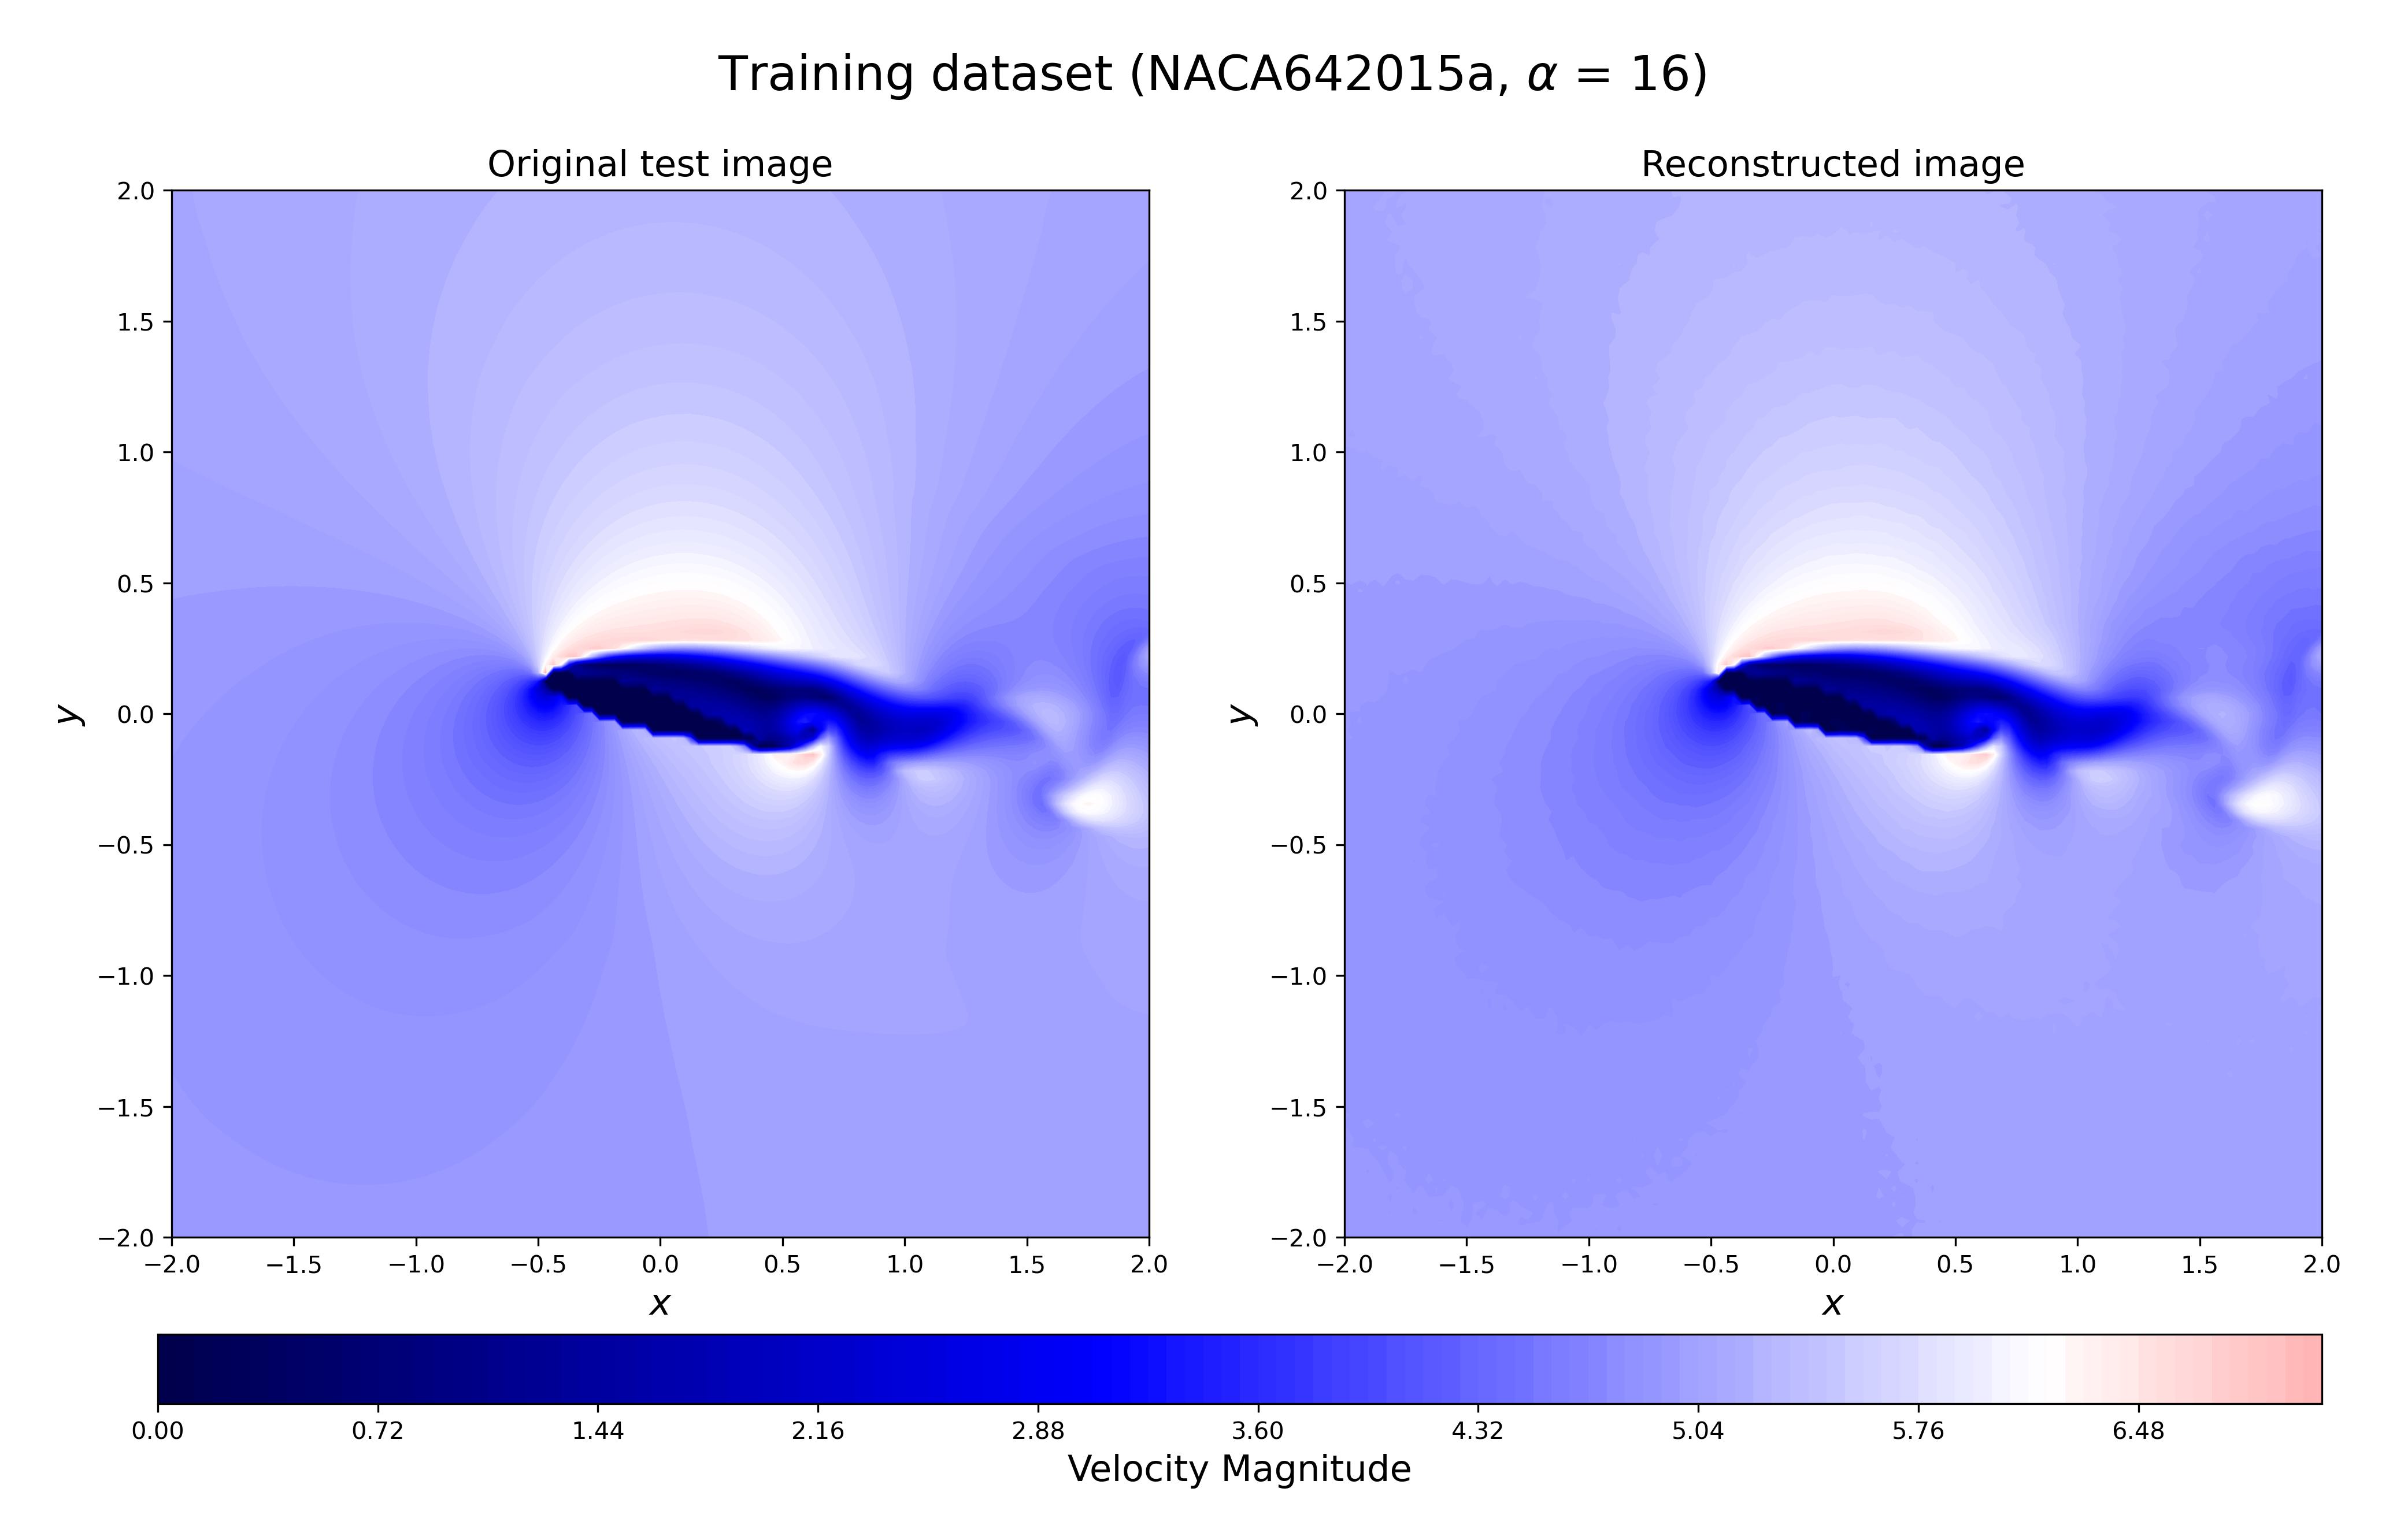 Training dataset (NACA642015a, α = 16)
Original test image
2.0
1.5
1.0
0.5
0.0
−0.5
−1.0
−1.5
−2.0
y
−2.0 −1.5 −1.0 −0.5 0.0 0.5 1.0 1.5 2.0
x
Reconstructed image
2.0
1.5
1.0
0.5
0.0
−0.5
−1.0
−1.5
−2.0
y
−2.0 −1.5 −1.0 −0.5 0.0 0.5 1.0 1.5 2.0
x
0.00 0.72 1.44 2.16 2.88 3.60 4.32 5.04 5.76 6.48
Velocity Magnitude